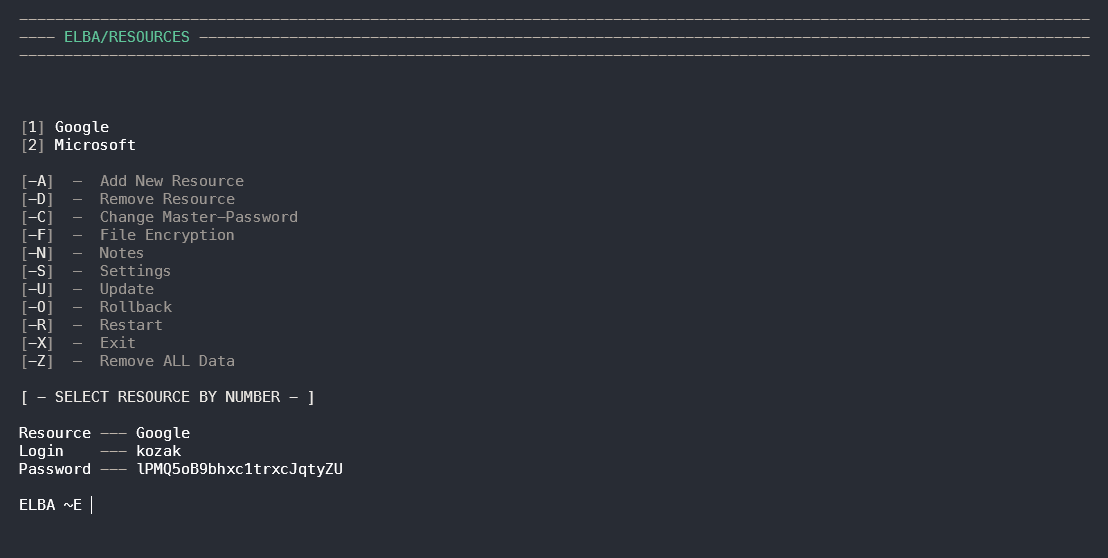 ---- ELBA/RESOURCES ----
[1] Google
[2] Microsoft
[-A] - Add New Resource
[-D] - Remove Resource
[-C] - Change Master-Password
[-F] - File Encryption
[-N] - Notes
[-S] - Settings
[-U] - Update
[-O] - Rollback
[-R] - Restart
[-X] - Exit
[-Z] - Remove ALL Data
[ - SELECT RESOURCE BY NUMBER - ]
Resource --- Google
Login --- kozak
Password --- lPMQ5oB9bhxc1trxcJqtyZU
ELBA ~E